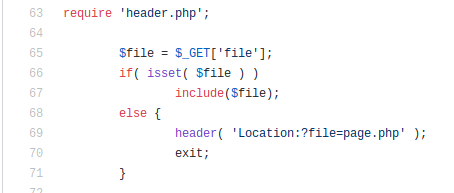 63 require 'header.php';
64
65 $file = $_GET['file'];
66 if( isset( $file ) )
67 include($file);
68 else {
69 header( 'Location:?file=page.php' );
70 exit;
71 }
72